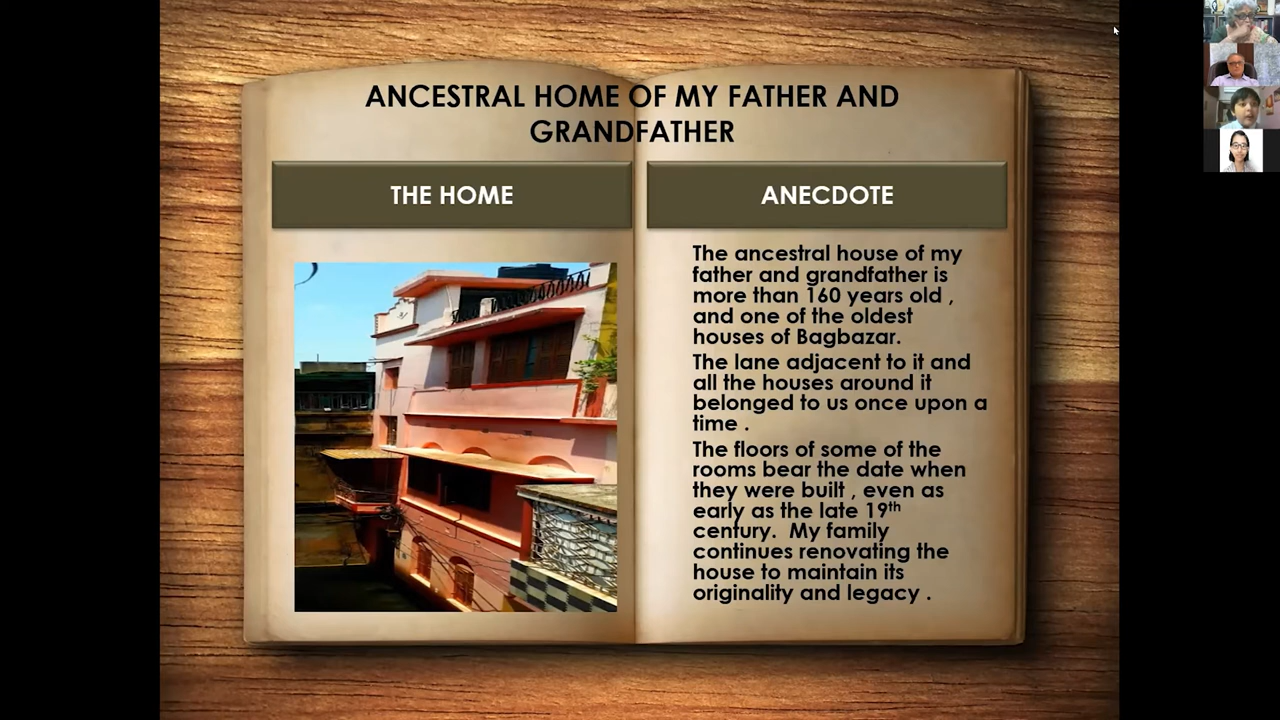 ANCESTRAL HOME OF MY FATHER AND
GRANDFATHER
THE HOME
ANECDOTE
The ancestral house of my
father and grandfather is
more than 160 years old ,
and one of the oldest
houses of Bagbazar.
The lane adjacent to it and
all the houses around it
belonged to us once upon a
time .
The floors of some of the
rooms bear the date when
they were built , even as
early as the late 19th
century.  My family
continues renovating the
house to maintain its
originality and legacy .